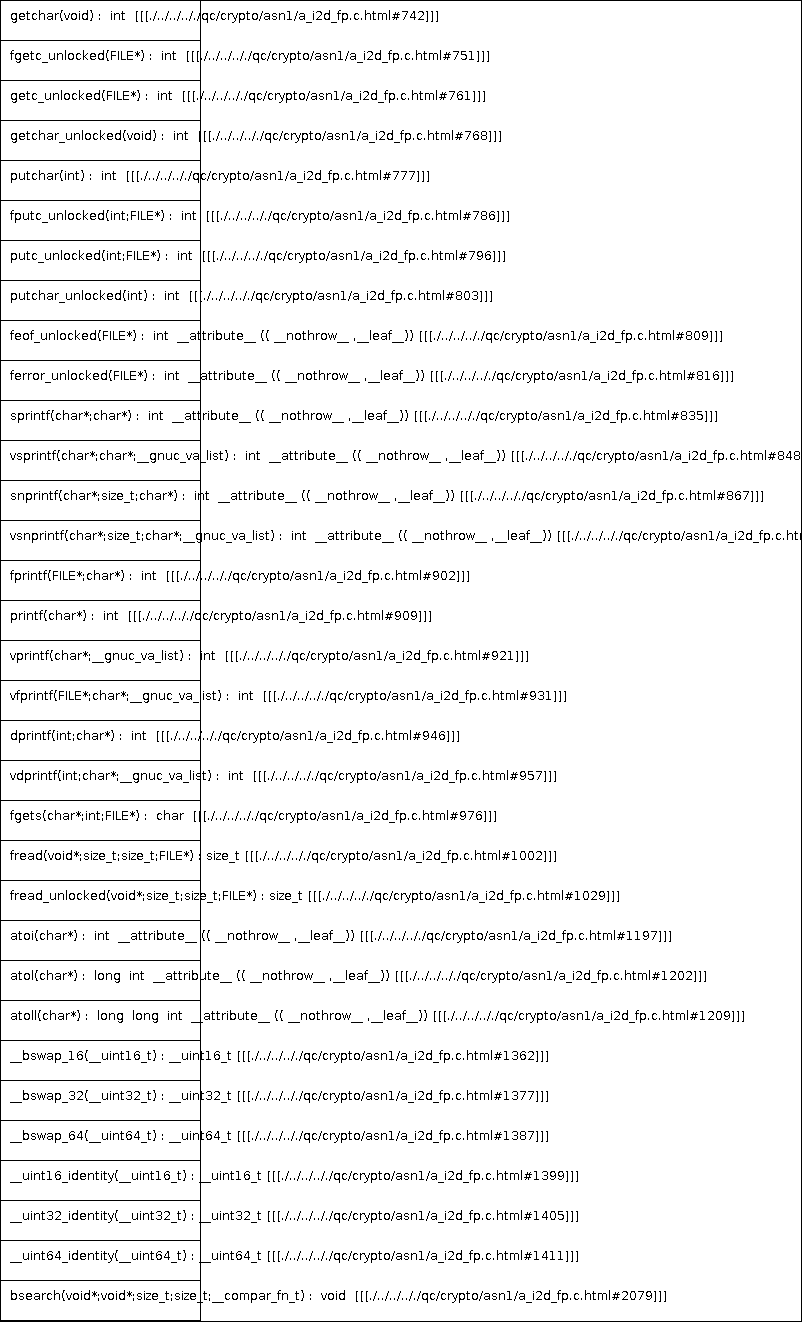 getchar(void) : int [[[./../../././qc/crypto/asn1/a_i2d_fp.c.html#742]]]
fgetc_unlocked(FILE*) : int [[[./../../././qc/crypto/asn1/a_i2d_fp.c.html#751]]]
getc_unlocked(FILE*) : int [[[./../../././qc/crypto/asn1/a_i2d_fp.c.html#761]]]
getchar_unlocked(void) : int [[[./../../././qc/crypto/asn1/a_i2d_fp.c.html#768]]]
putchar(int) : int [[[./../../././qc/crypto/asn1/a_i2d_fp.c.html#777]]]
fputc_unlocked(int;FILE*) : int [[[./../../././qc/crypto/asn1/a_i2d_fp.c.html#786]]]
putc_unlocked(int;FILE*) : int [[[./../../././qc/crypto/asn1/a_i2d_fp.c.html#796]]]
putchar_unlocked(int) : int [[[./../../././qc/crypto/asn1/a_i2d_fp.c.html#803]]]
feof_unlocked(FILE*) : int __attribute__ (( __nothrow__ ,__leaf__)) [[[./../../././qc/crypto/asn1/a_i2d_fp.c.html#809]]]
ferror_unlocked(FILE*) : int __attribute__ (( __nothrow__ ,__leaf__)) [[[./../../././qc/crypto/asn1/a_i2d_fp.c.html#816]]]
sprintf(char*;char*) : int __attribute__ (( __nothrow__ ,__leaf__)) [[[./../../././qc/crypto/asn1/a_i2d_fp.c.html#835]]]
vsprintf(char*;char*;__gnuc_va_list) : int __attribute__ (( __nothrow__ ,__leaf__)) [[[./../../././qc/crypto/asn1/a_i2d_fp.c.html#848
snprintf(char*;size_t;char*) : int __attribute__ (( __nothrow__ ,__leaf__)) [[[./../../././qc/crypto/asn1/a_i2d_fp.c.html#867]]]
vsnprintf(char*;size_t;char*;__gnuc_va_list) : int __attribute__ (( __nothrow__ ,__leaf__)) [[[./../../././qc/crypto/asn1/a_i2d_fp.c.ht
fprintf(FILE*;char*) : int [[[./../../././qc/crypto/asn1/a_i2d_fp.c.html#902]]]
printf(char*) : int [[[./../../././qc/crypto/asn1/a_i2d_fp.c.html#909]]]
vprintf(char*;__gnuc_va_list) : int [[[./../../././qc/crypto/asn1/a_i2d_fp.c.html#921]]]
vfprintf(FILE*;char*;__gnuc_va_list) : int [[[./../../././qc/crypto/asn1/a_i2d_fp.c.html#931]]]
dprintf(int;char*) : int [[[./../../././qc/crypto/asn1/a_i2d_fp.c.html#946]]]
vdprintf(int;char*;__gnuc_va_list) : int [[[./../../././qc/crypto/asn1/a_i2d_fp.c.html#957]]]
fgets(char*;int;FILE*) : char [[[./../../././qc/crypto/asn1/a_i2d_fp.c.html#976]]]
fread(void*;size_t;size_t;FILE*) : size_t [[[./../../././qc/crypto/asn1/a_i2d_fp.c.html#1002]]]
fread_unlocked(void*;size_t;size_t;FILE*) : size_t [[[./../../././qc/crypto/asn1/a_i2d_fp.c.html#1029]]]
atoi(char*) : int __attribute__ (( __nothrow__ ,__leaf__)) [[[./../../././qc/crypto/asn1/a_i2d_fp.c.html#1197]]]
atol(char*) : long int __attribute__ (( __nothrow__ ,__leaf__)) [[[./../../././qc/crypto/asn1/a_i2d_fp.c.html#1202]]]
atoll(char*) : long long int __attribute__ (( __nothrow__ ,__leaf__)) [[[./../../././qc/crypto/asn1/a_i2d_fp.c.html#1209]]]
__bswap_16(__uint16_t) : __uint16_t [[[./../../././qc/crypto/asn1/a_i2d_fp.c.html#1362]]]
__bswap_32(__uint32_t) : __uint32_t [[[./../../././qc/crypto/asn1/a_i2d_fp.c.html#1377]]]
__bswap_64(__uint64_t) : __uint64_t [[[./../../././qc/crypto/asn1/a_i2d_fp.c.html#1387]]]
__uint16_identity(__uint16_t) : __uint16_t [[[./../../././qc/crypto/asn1/a_i2d_fp.c.html#1399]]]
__uint32_identity(__uint32_t) : __uint32_t [[[./../../././qc/crypto/asn1/a_i2d_fp.c.html#1405]]]
__uint64_identity(__uint64_t) : __uint64_t [[[./../../././qc/crypto/asn1/a_i2d_fp.c.html#1411]]]
bsearch(void*;void*;size_t;size_t;__compar_fn_t) : void [[[./../../././qc/crypto/asn1/a_i2d_fp.c.html#2079]]]